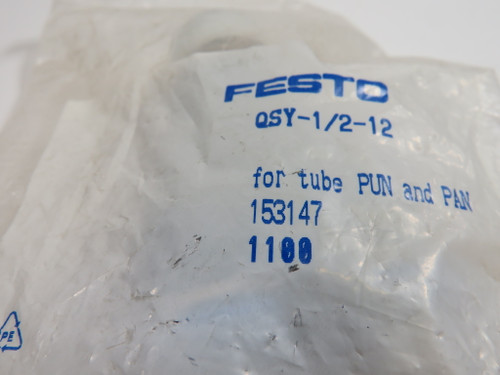 FESTO
QSY-1/2-12
for tube PUN and PAN
153147
1100
PE